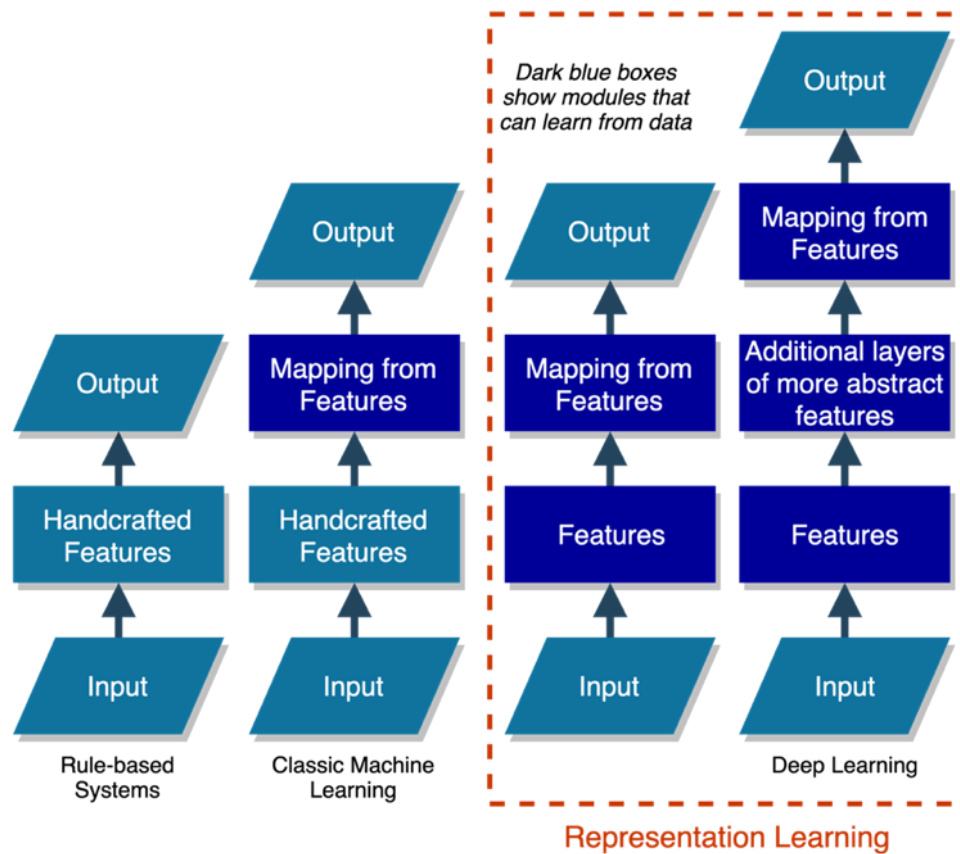 Dark blue boxes
show modules that
can learn from data
Output
Handcrafted
Features
Input
Rule-based
Systems
Output
Mapping from
Features
Handcrafted
Features
Input
Classic Machine
Learning
Output
Mapping from
Features
Features
Input
Output
Mapping from
Features
Additional layers
of more abstract
features
Features
Input
Deep Learning
Representation Learning